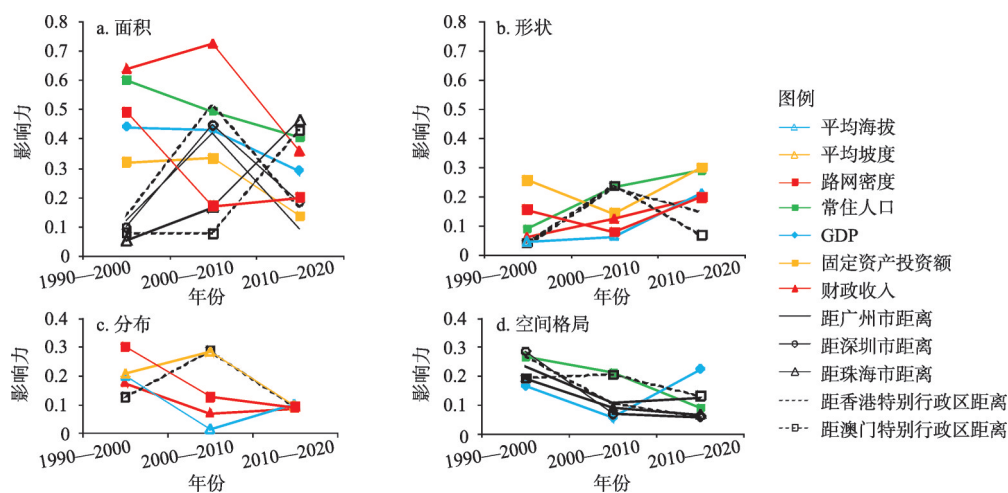 a. 面积
0.8
0.7
0.6
0.5
0.4
0.3
0.2
0.1
0
影响力
1990—2000
2000—2010
2010—2020
年份
b. 形状
0.8
0.7
0.6
0.5
0.4
0.3
0.2
0.1
0
影响力
1990—2000
2000—2010
2010—2020
年份
c. 分布
0.4
0.3
0.2
0.1
0
影响力
1990—2000
2000—2010
2010—2020
年份
d. 空间格局
0.4
0.3
0.2
0.1
0
影响力
1990—2000
2000—2010
2010—2020
年份
图例
平均海拔
平均坡度
路网密度
常住人口
GDP
固定资产投资额
财政收入
距广州市距离
距深圳市距离
距珠海市距离
距香港特别行政区距离
距澳门特别行政区距离